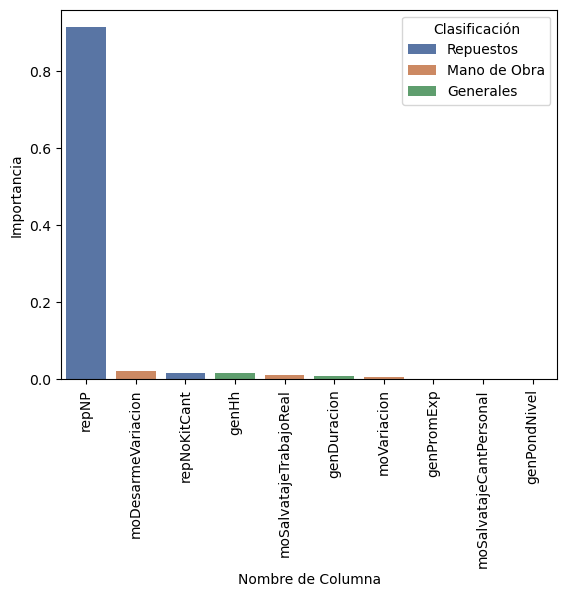 Clasificación
Repuestos
Mano de Obra
Generales
Importancia
0.8
0.6
0.4
0.2
0.0
repNP
moDesarmeVariacion
repNoKitCant
genHh
moSalvatajeTrabajoReal
genDuracion
moVariacion
genPromExp
moSalvatajeCantPersonal
genPondNivel
Nombre de Columna